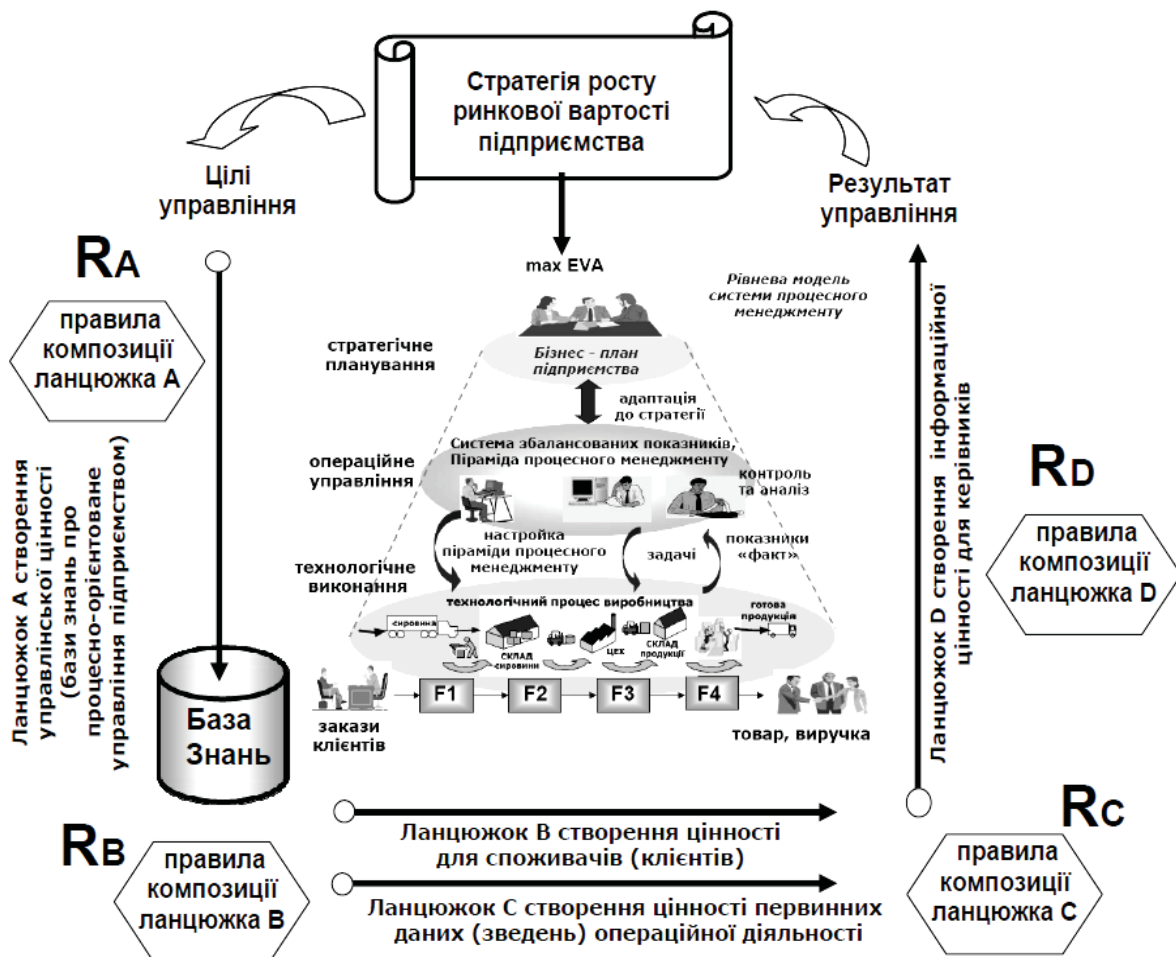 Стратегія росту
ринкової вартості
підприємства
Цілі
управління
Результат
управління
RA
правила
композиції
ланцюжка А
max EVA
Рівнева модель
системи процесного
менеджменту
стратегічне
планування
Бізнес - план
підприємства
адаптація
до стратегії
операційне
управління
Система збалансованих показників,
Піраміда процесного менеджменту
контроль
та аналіз
настройка
піраміди процесного
менеджменту
задачі
показники
«факт»
технологічне
виконання
технологічний процес виробництва
сировина
СКЛАД
сировини
ЦЕХ
СКЛАД
продукції
готова
продукція
F1
F2
F3
F4
закази
клієнтів
товар, виручка
Ланцюжок А створення
управлінської цінності
(бази знань про
процесно-орієнтоване
управління підприємством)
База
Знань
Ланцюжок D створення інформаційної
цінності для керівників
RD
правила
композиції
ланцюжка D
RB
правила
композиції
ланцюжка В
Ланцюжок В створення цінності
для споживачів (клієнтів)
Ланцюжок С створення цінності первинних
даних (зведень) операційної діяльності
RC
правила
композиції
ланцюжка С